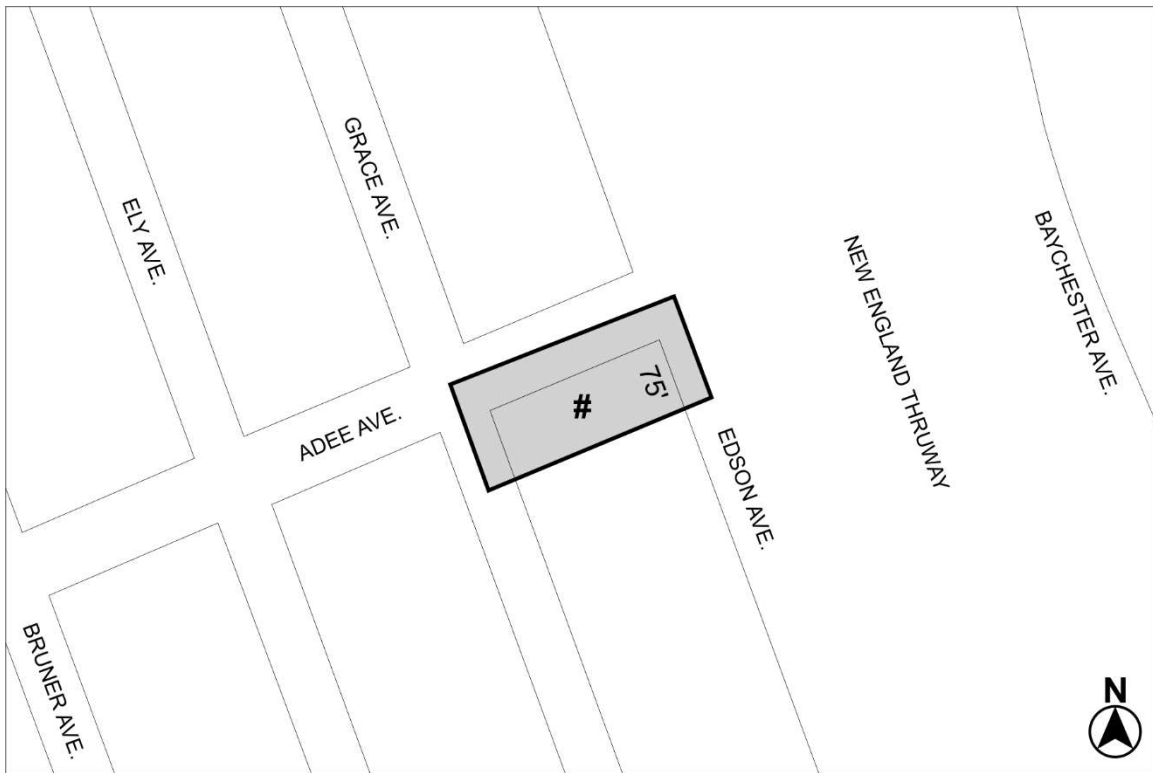 GRACE AVE.
ELY AVE.
BAYCHESTER AVE.
NEW ENGLAND THRUWAY
75'
#
ADEE AVE.
EDSON AVE.
BRUNER AVE.
N